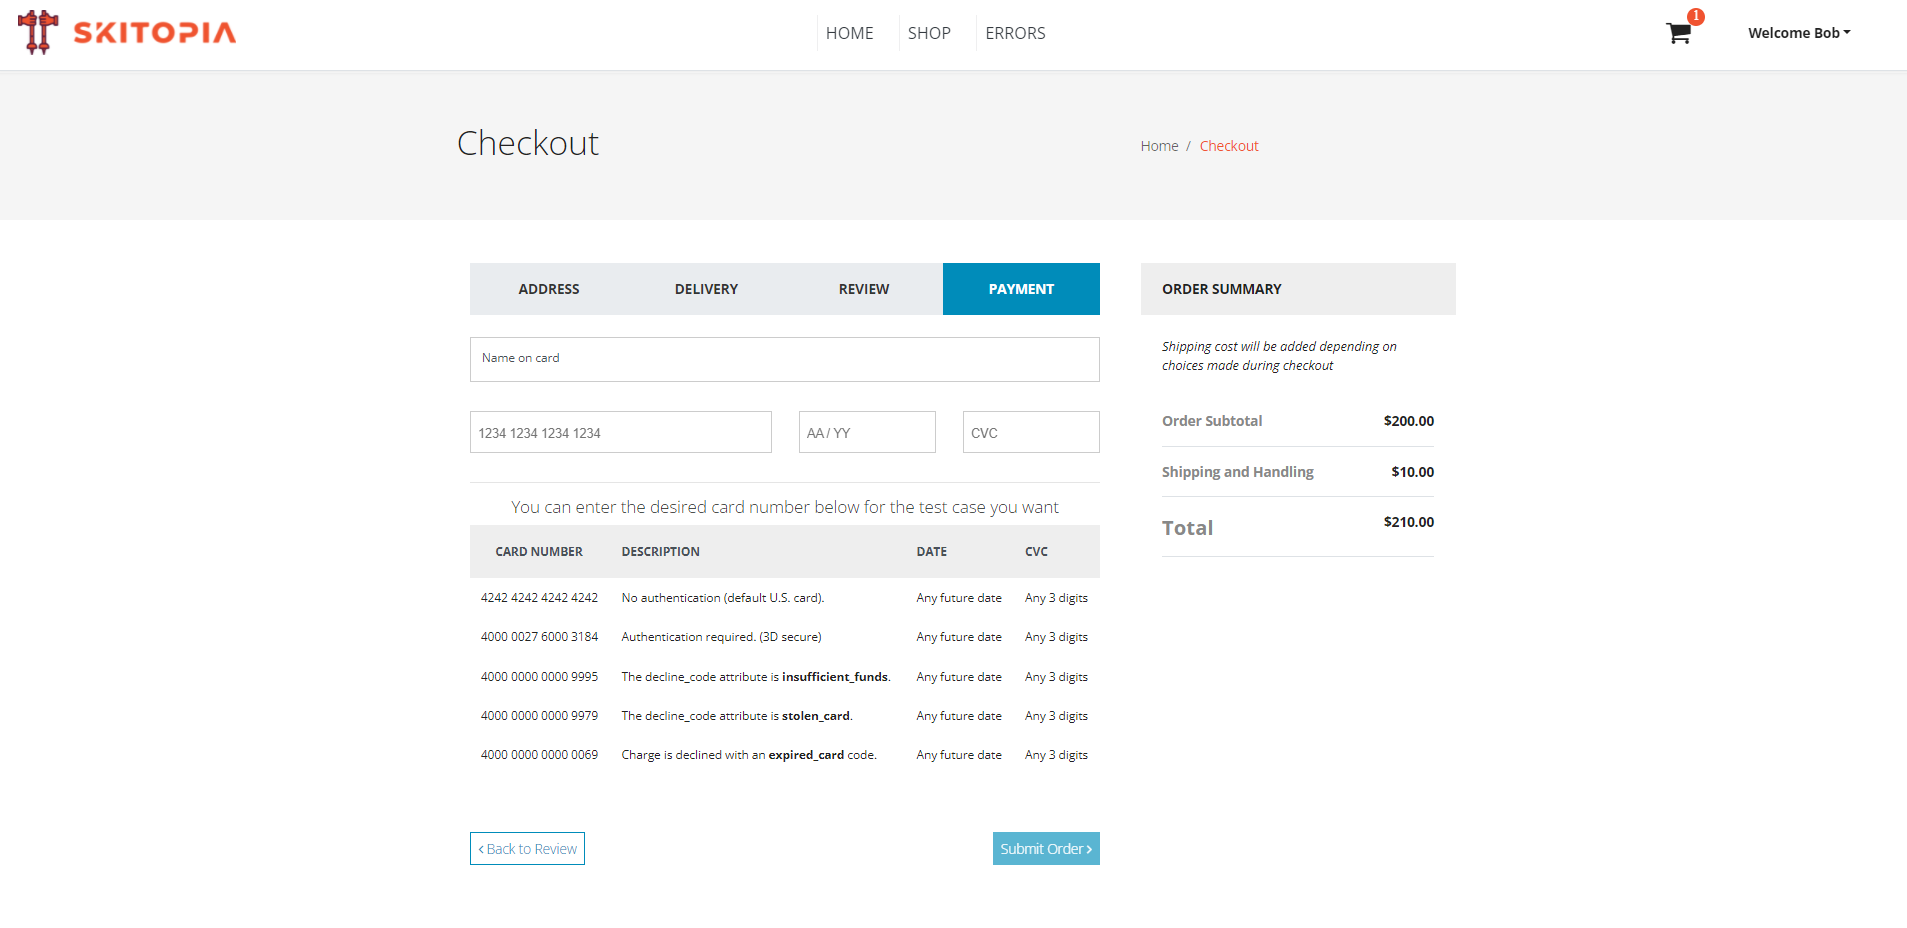 SKITOPIA
HOME
SHOP
ERRORS
1
Welcome Bob
Checkout
Home / Checkout
ADDRESS
DELIVERY
REVIEW
PAYMENT
Name on card
1234 1234 1234 1234
AA / YY
CVC
You can enter the desired card number below for the test case you want
CARD NUMBER DESCRIPTION DATE CVC
4242 4242 4242 4242 No authentication (default U.S. card). Any future date Any 3 digits
4000 0027 6000 3184 Authentication required. (3D secure) Any future date Any 3 digits
4000 0000 0000 9995 The decline_code attribute is insufficient_funds. Any future date Any 3 digits
4000 0000 0000 9979 The decline_code attribute is stolen_card. Any future date Any 3 digits
4000 0000 0000 0069 Charge is declined with an expired_card code. Any future date Any 3 digits
Back to Review
Submit Order
ORDER SUMMARY
Shipping cost will be added depending on
choices made during checkout
Order Subtotal $200.00
Shipping and Handling $10.00
Total $210.00